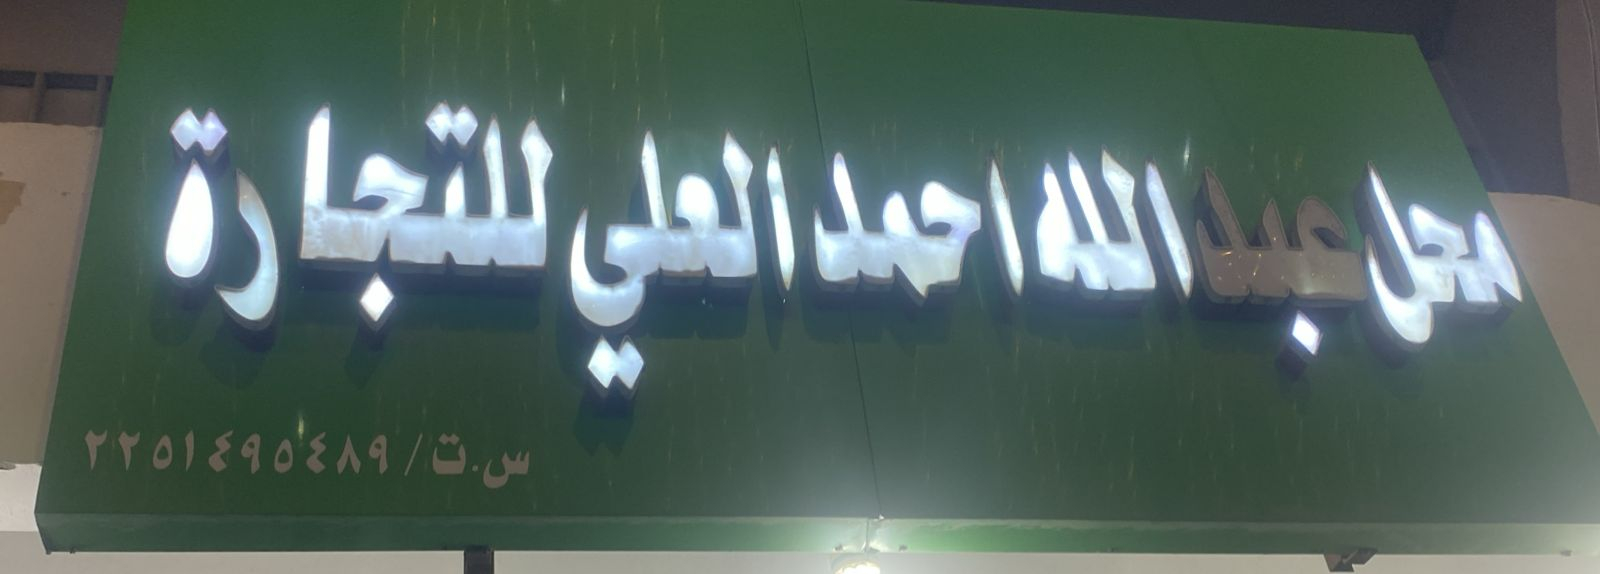 محل عبدالله احمد العلي للتجارة
س.ت/٢٢٥١٤٩٥٤٨٩